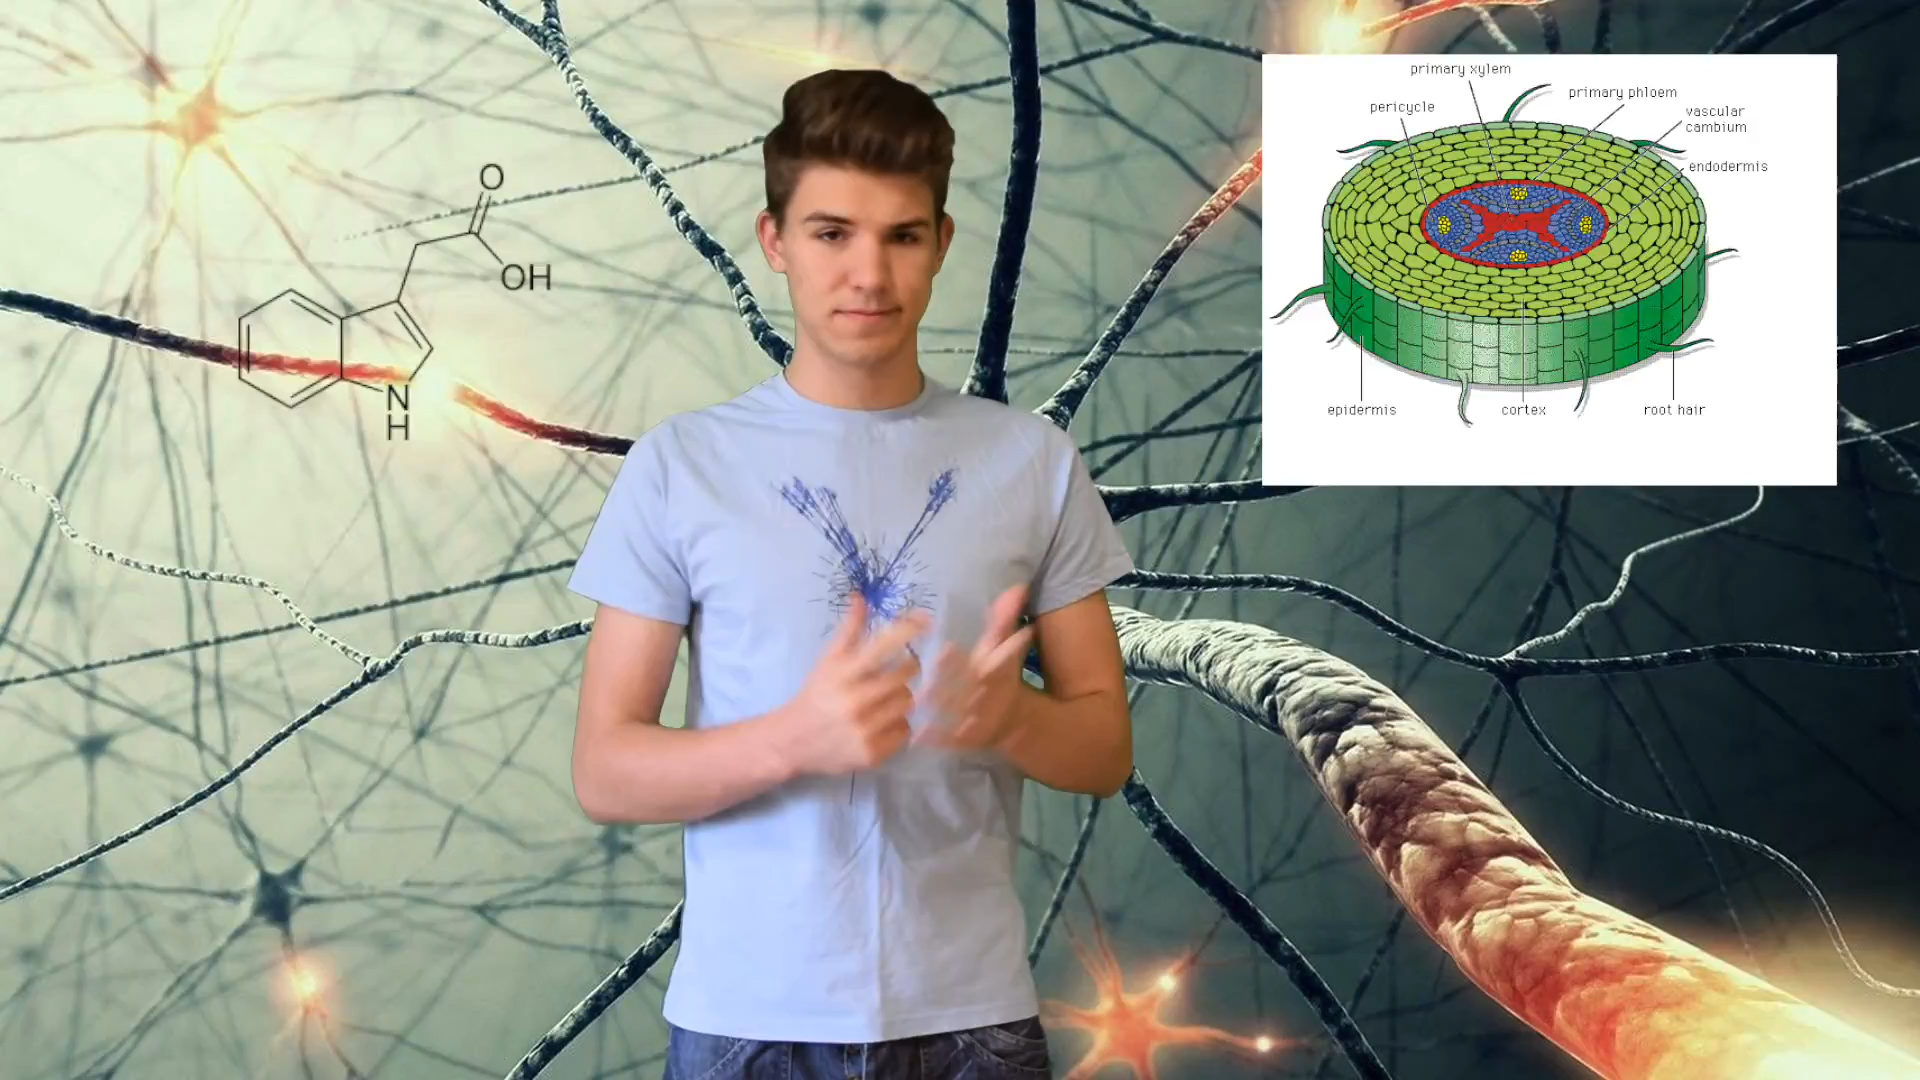 O
OH
N
H
primary xylem
primary phloem
pericycle
vascular
cambium
endodermis
epidermis
cortex
root hair